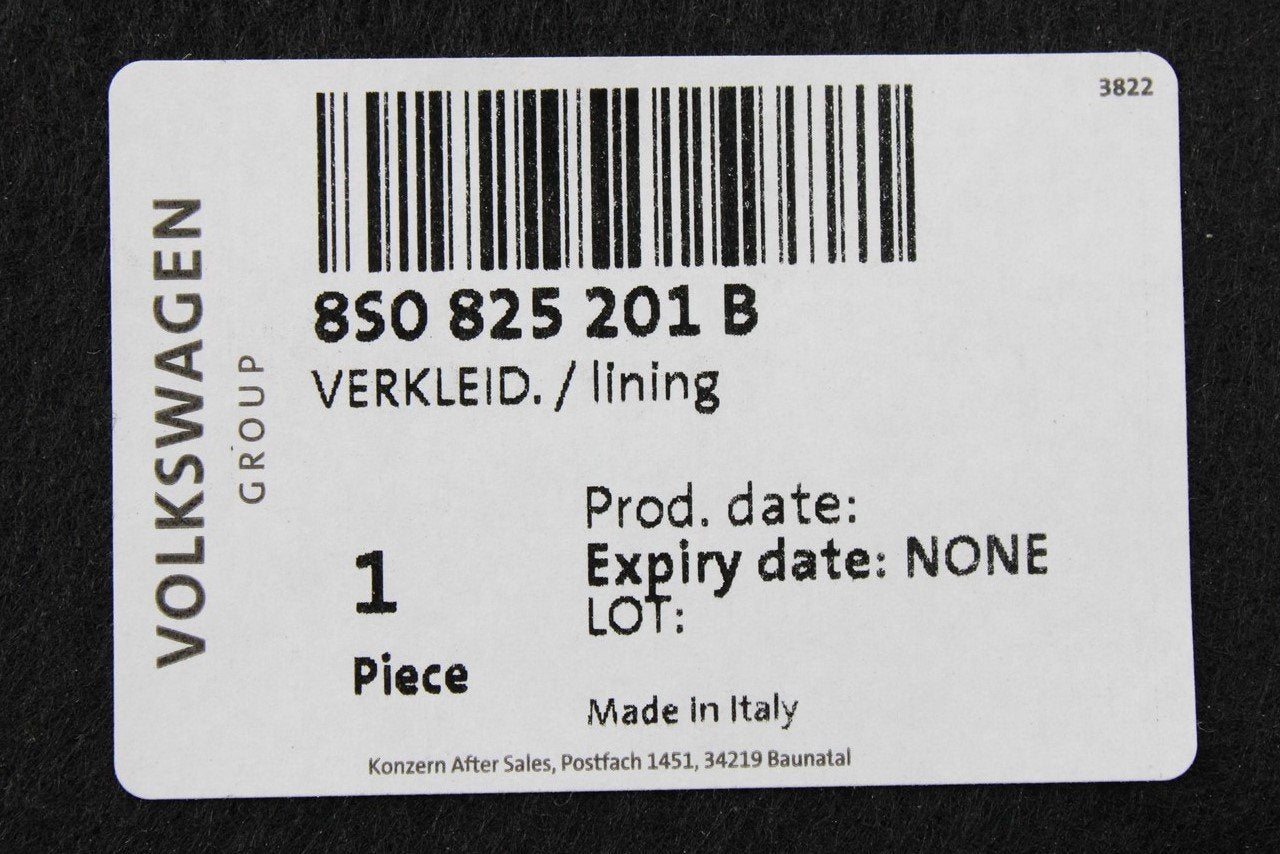 3822
VOLKSWAGEN
GROUP
8S0 825 201 B
VERKLEID. / lining
Prod. date:
Expiry date: NONE
LOT:
1
Piece
Made in Italy
Konzern After Sales, Postfach 1451, 34219 Baunatal